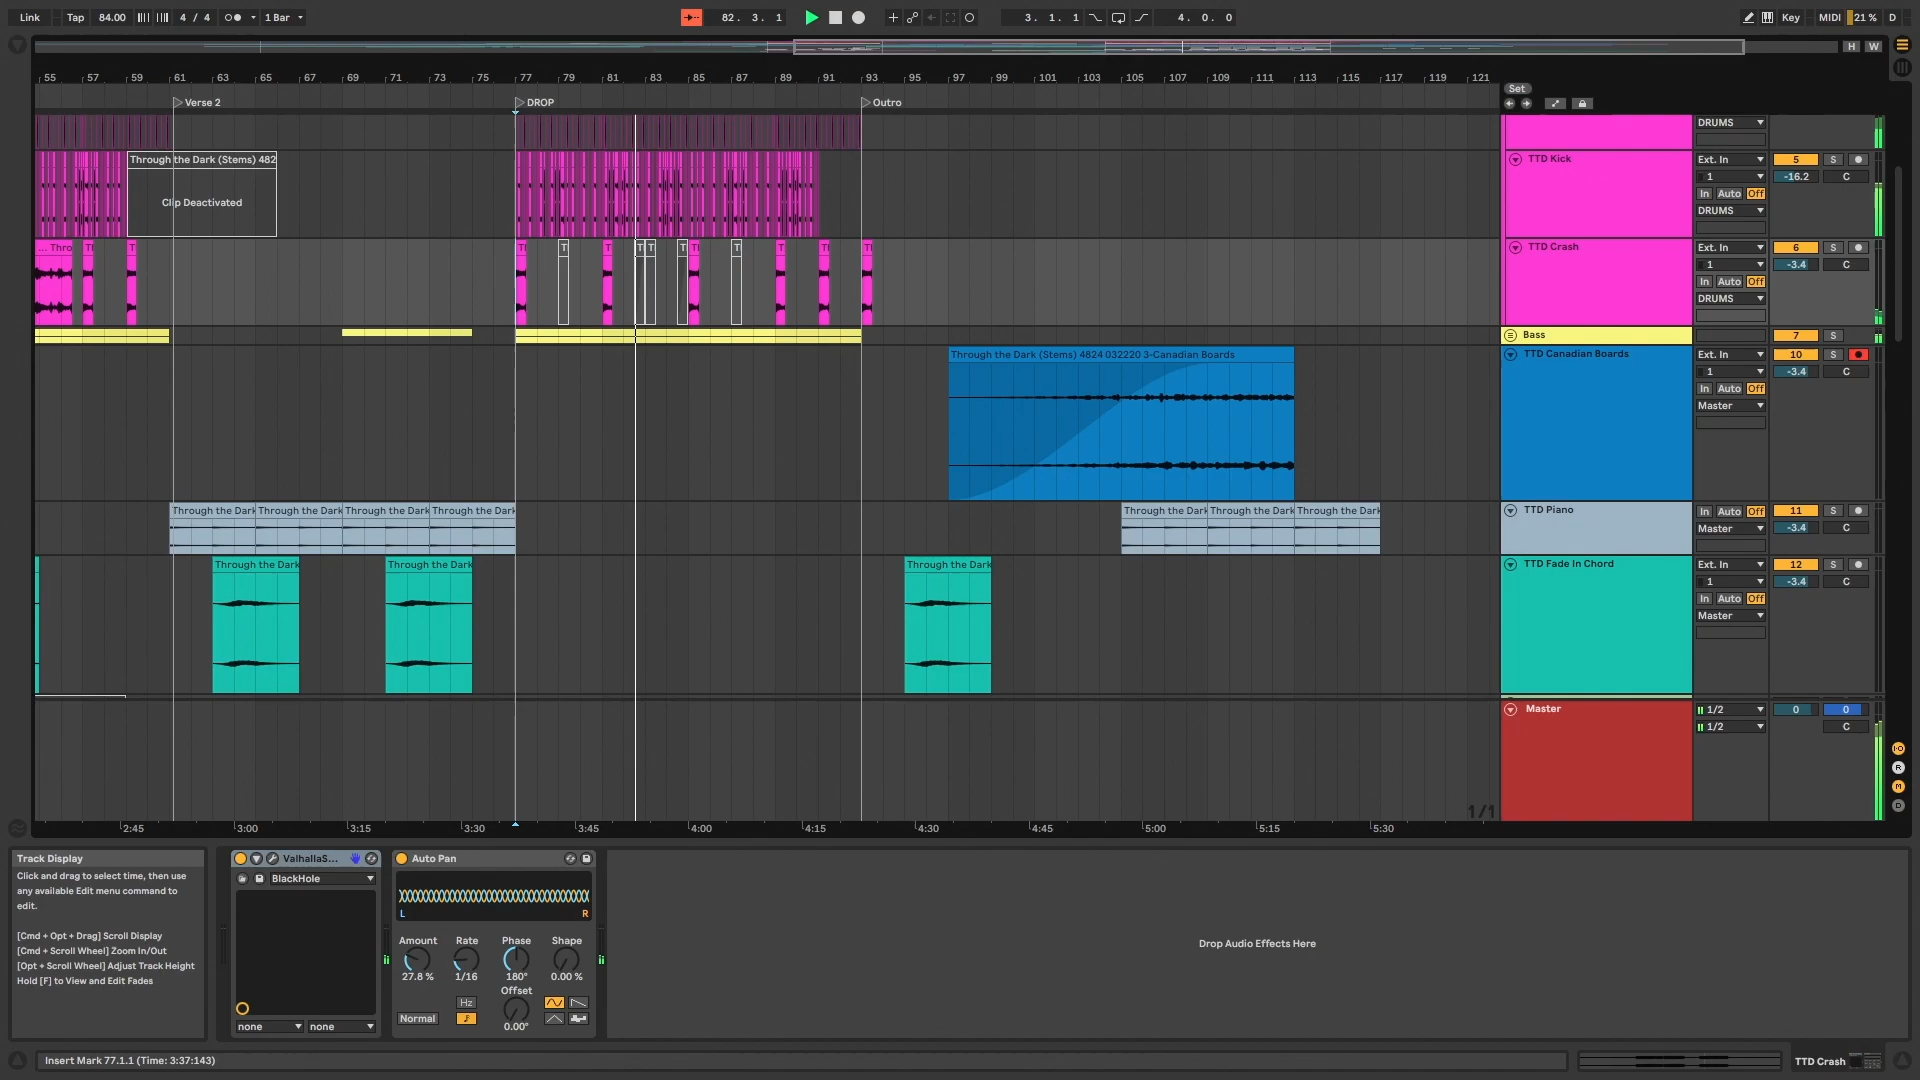 Link Tap 84.00 4 / 4 1 Bar 82. 3. 1 3. 1. 1 4. 0. 0 Key MIDI 21 % D
H W
55 57 59 61 63 65 67 69 71 73 75 77 79 81 83 85 87 89 91 93 95 97 99 101 103 105 107 109 111 113 115 117 119 121
Set
Verse 2 DROP Outro
DRUMS
Through the Dark (Stems) 482
Clip Deactivated
TTD Kick Ext. In 5 S
1 -16.2 C
In Auto Off
DRUMS
... Thro
TTD Crash Ext. In 6 S
1 -3.4 C
In Auto Off
DRUMS
Bass 7 S
Through the Dark (Stems) 4824 032220 3-Canadian Boards
TTD Canadian Boards Ext. In 10 S
1 -3.4 C
In Auto Off
Master
Through the Dark Through the Dark Through the Dark Through the Dark Through the Dark Through the Dark Through the Dark
TTD Piano In Auto Off 11 S
Master -3.4 C
Through the Dark Through the Dark Through the Dark
TTD Fade In Chord Ext. In 12 S
1 -3.4 C
In Auto Off
Master
Master 1/2 0 0
1/2 C
1/1
2:45 3:00 3:15 3:30 3:45 4:00 4:15 4:30 4:45 5:00 5:15 5:30
R
M
D
Track Display
Click and drag to select time, then use
any available Edit menu command to
edit.
[Cmd + Opt + Drag] Scroll Display
[Cmd + Scroll Wheel] Zoom In/Out
[Opt + Scroll Wheel] Adjust Track Height
Hold [F] to View and Edit Fades
ValhallaS...
BlackHole
none none
Auto Pan
L R
Amount Rate Phase Shape
27.8 % 1/16 180° 0.00 %
Offset
Hz
Normal
0.00°
Drop Audio Effects Here
Insert Mark 77.1.1 (Time: 3:37:143)
TTD Crash